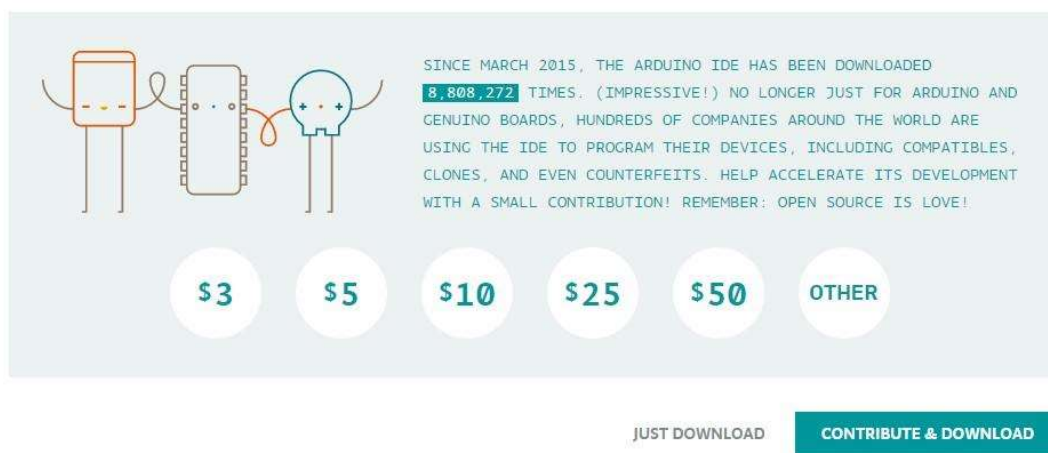 SINCE MARCH 2015, THE ARDUINO IDE HAS BEEN DOWNLOADED
8,808,272 TIMES. (IMPRESSIVE!) NO LONGER JUST FOR ARDUINO AND
GENUINO BOARDS, HUNDREDS OF COMPANIES AROUND THE WORLD ARE
USING THE IDE TO PROGRAM THEIR DEVICES, INCLUDING COMPATIBLES,
CLONES, AND EVEN COUNTERFEITS. HELP ACCELERATE ITS DEVELOPMENT
WITH A SMALL CONTRIBUTION! REMEMBER: OPEN SOURCE IS LOVE!
$3 $5 $10 $25 $50 OTHER
JUST DOWNLOAD CONTRIBUTE & DOWNLOAD